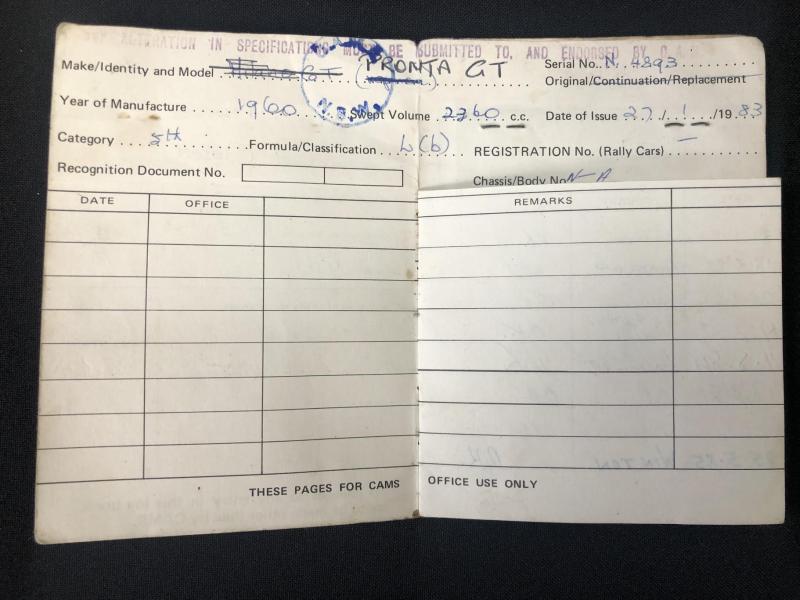 ALTERATION IN SPECIFICATIONS MUST BE SUBMITTED TO, AND ENDORSED BY C.A.
Make/Identity and Model PRONTA GT
Serial No. N. 4893
Original/Continuation/Replacement
CAMS
N.S.W.
Year of Manufacture 1960 Swept Volume 2360 c.c. Date of Issue 27/1/1983
Category 5th Formula/Classification L(b) REGISTRATION No. (Rally Cars) —
Recognition Document No. Chassis/Body No N-A
DATE OFFICE REMARKS
THESE PAGES FOR CAMS OFFICE USE ONLY